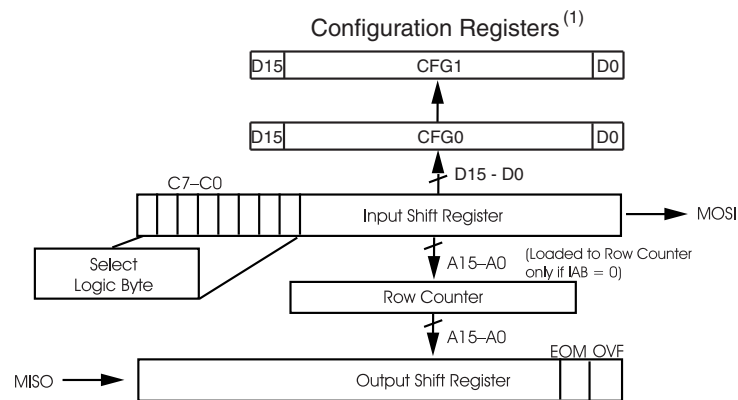 Configuration Registers (1)
D15 CFG1 D0
D15 CFG0 D0
D15 - D0
C7–C0
Input Shift Register
MOSI
Select
Logic Byte
A15–A0
(Loaded to Row Counter
only if IAB = 0)
Row Counter
A15–A0
EOM OVF
MISO
Output Shift Register